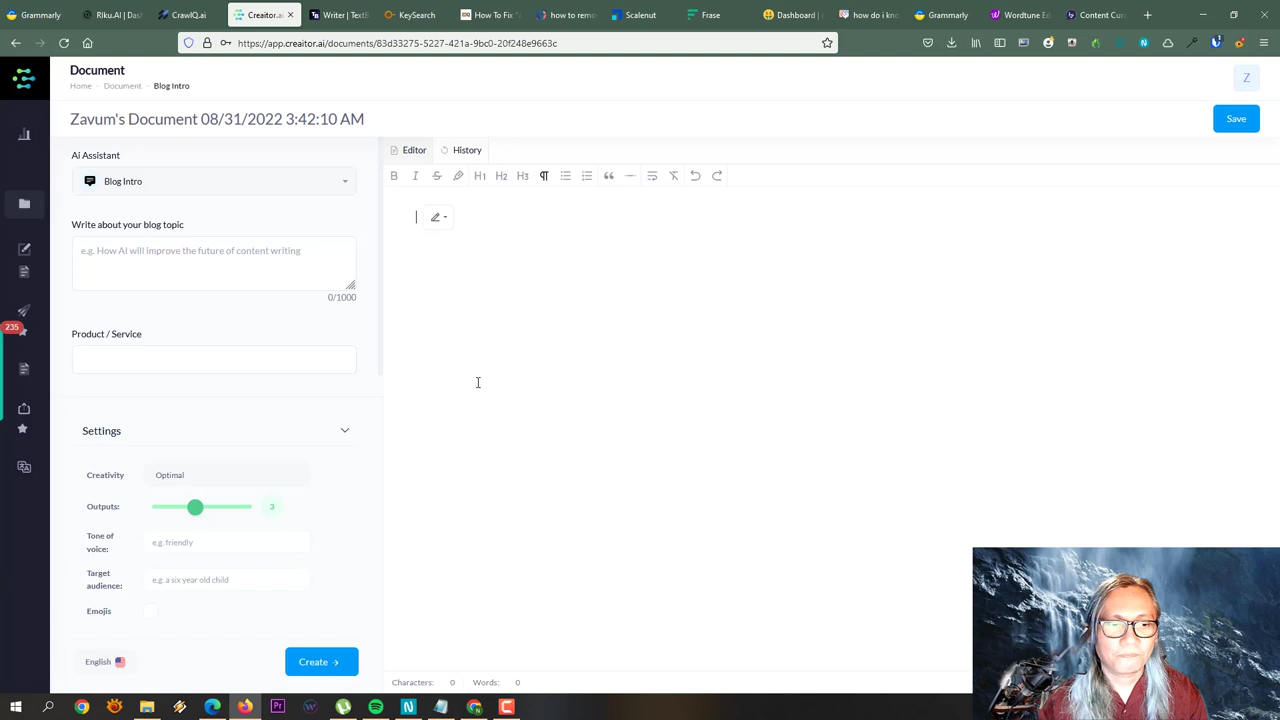 Grammarly
RiKU.AI | Dash
CrawlQ.ai
Creaitor.a
Writer | TextB
KeySearch
How To Fix "
how to remo
Scalenut
Frase
Dashboard |
how do i kno
Grammarly
Wordtune Ed
Content Cur
https://app.creaitor.ai/documents/83d33275-5227-421a-9bc0-20f248e9663c
Document
Home
Document
Blog Intro
Z
Zavum's Document 08/31/2022 3:42:10 AM
Save
Ai Assistant
Editor
History
Blog Intro
B I S H1 H2 H3
Write about your blog topic
e.g. How AI will improve the future of content writing
0/1000
235
Product / Service
Settings
Creativity
Optimal
Outputs:
3
Tone of
voice:
e.g. friendly
Target
audience:
e.g. a six year old child
Emojis
English
Create
Characters: 0 Words: 0